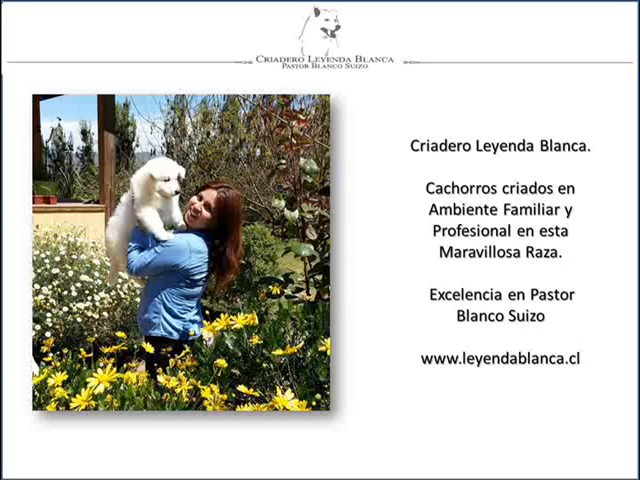 Criadero Leyenda Blanca
Pastor Blanco Suizo
Criadero Leyenda Blanca.
Cachorros criados en
Ambiente Familiar y
Profesional en esta
Maravillosa Raza.
Excelencia en Pastor
Blanco Suizo
www.leyendablanca.cl